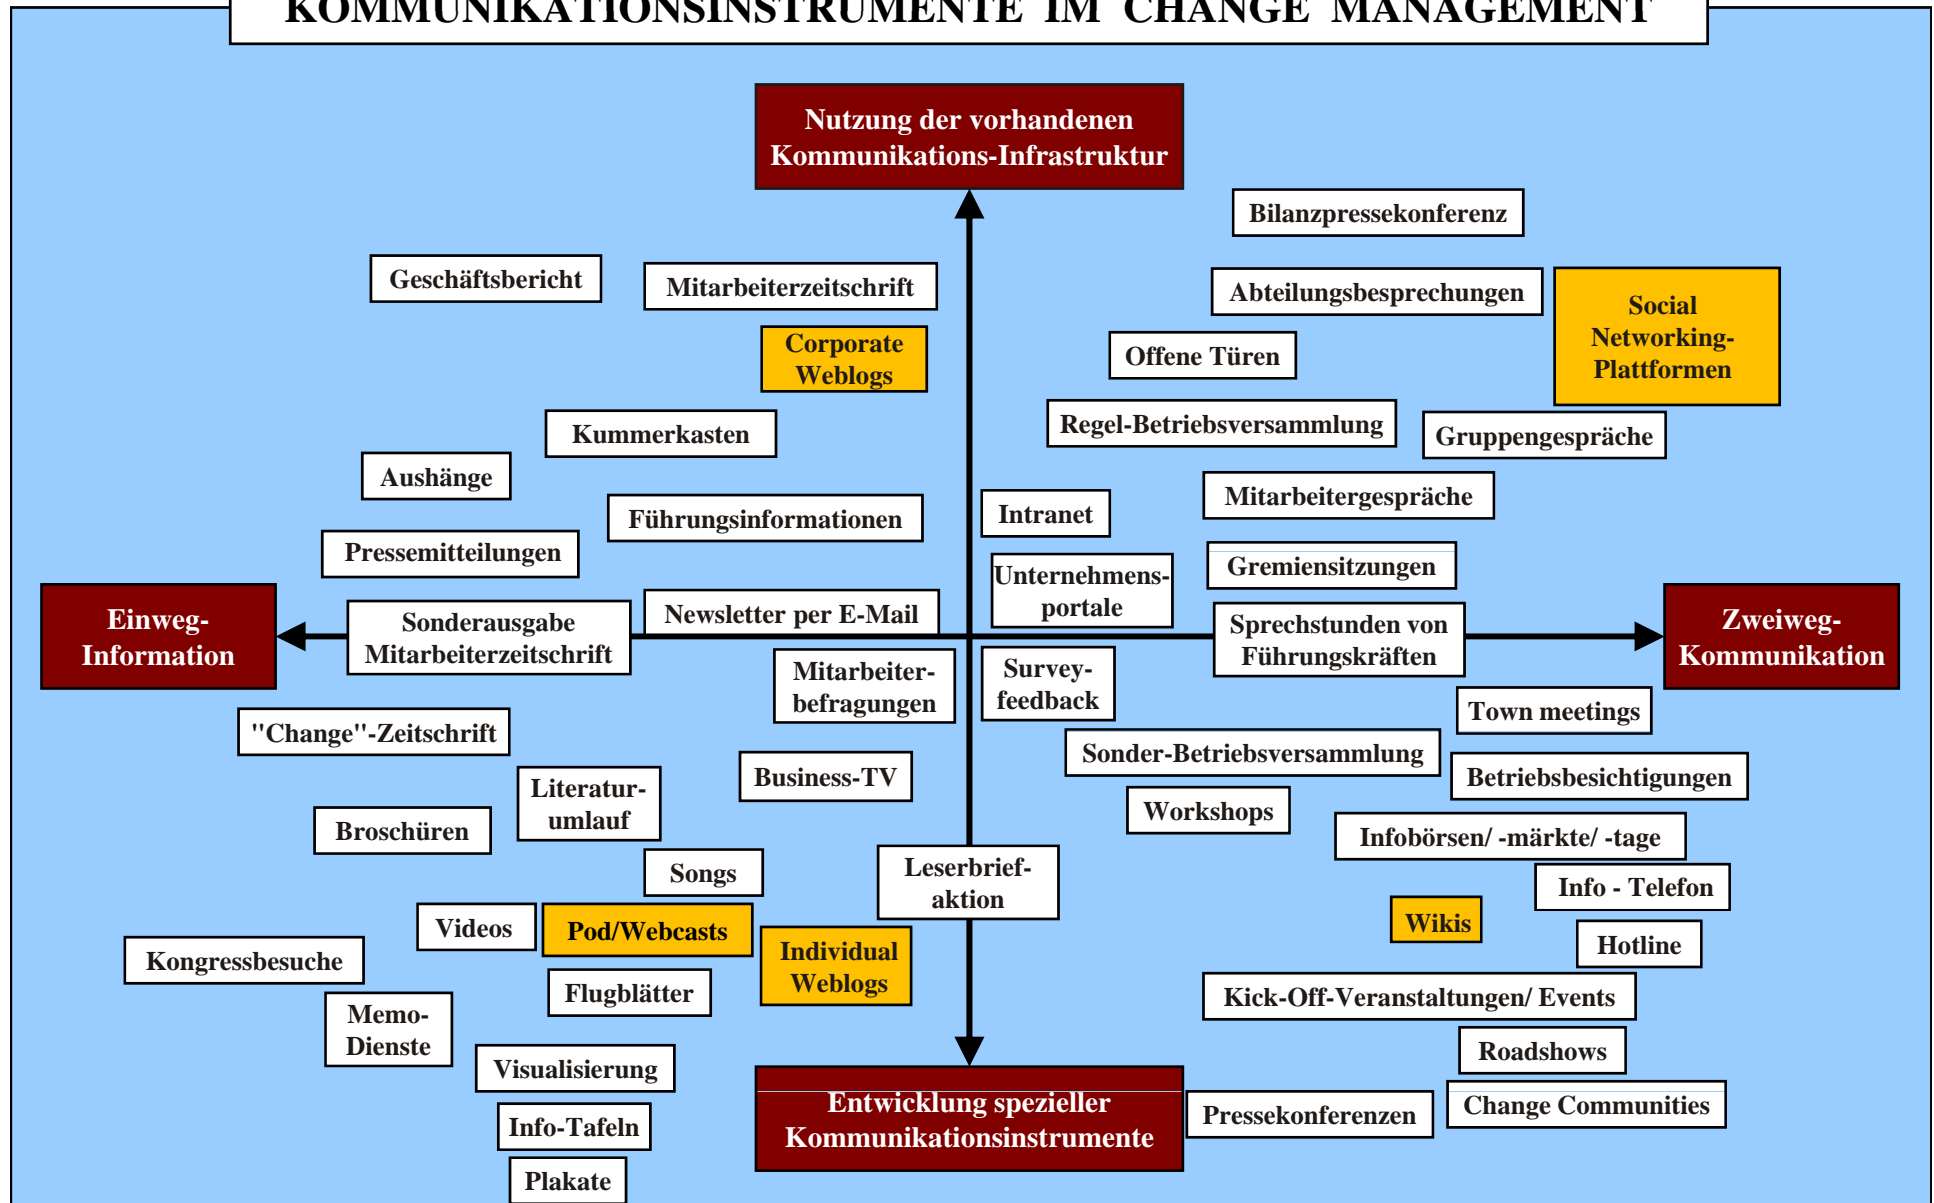 KOMMUNIKATIONSINSTRUMENTE IM CHANGE MANAGEMENT
Nutzung der vorhandenen
Kommunikations-Infrastruktur
Bilanzpressekonferenz
Geschäftsbericht
Mitarbeiterzeitschrift
Abteilungsbesprechungen
Social
Networking-
Plattformen
Corporate
Weblogs
Offene Türen
Kummerkasten
Regel-Betriebsversammlung
Gruppengespräche
Aushänge
Führungsinformationen
Intranet
Mitarbeitergespräche
Pressemitteilungen
Unternehmens-
portale
Gremiensitzungen
Einweg-
Information
Sonderausgabe
Mitarbeiterzeitschrift
Newsletter per E-Mail
Sprechstunden von
Führungskräften
Zweiweg-
Kommunikation
Mitarbeiter-
befragungen
Survey-
feedback
Town meetings
"Change"-Zeitschrift
Sonder-Betriebsversammlung
Business-TV
Betriebsbesichtigungen
Literatur-
umlauf
Workshops
Broschüren
Infobörsen/ -märkte/ -tage
Songs
Leserbrief-
aktion
Info - Telefon
Videos
Pod/Webcasts
Wikis
Kongressbesuche
Individual
Weblogs
Hotline
Flugblätter
Kick-Off-Veranstaltungen/ Events
Memo-
Dienste
Roadshows
Visualisierung
Entwicklung spezieller
Kommunikationsinstrumente
Pressekonferenzen
Change Communities
Info-Tafeln
Plakate